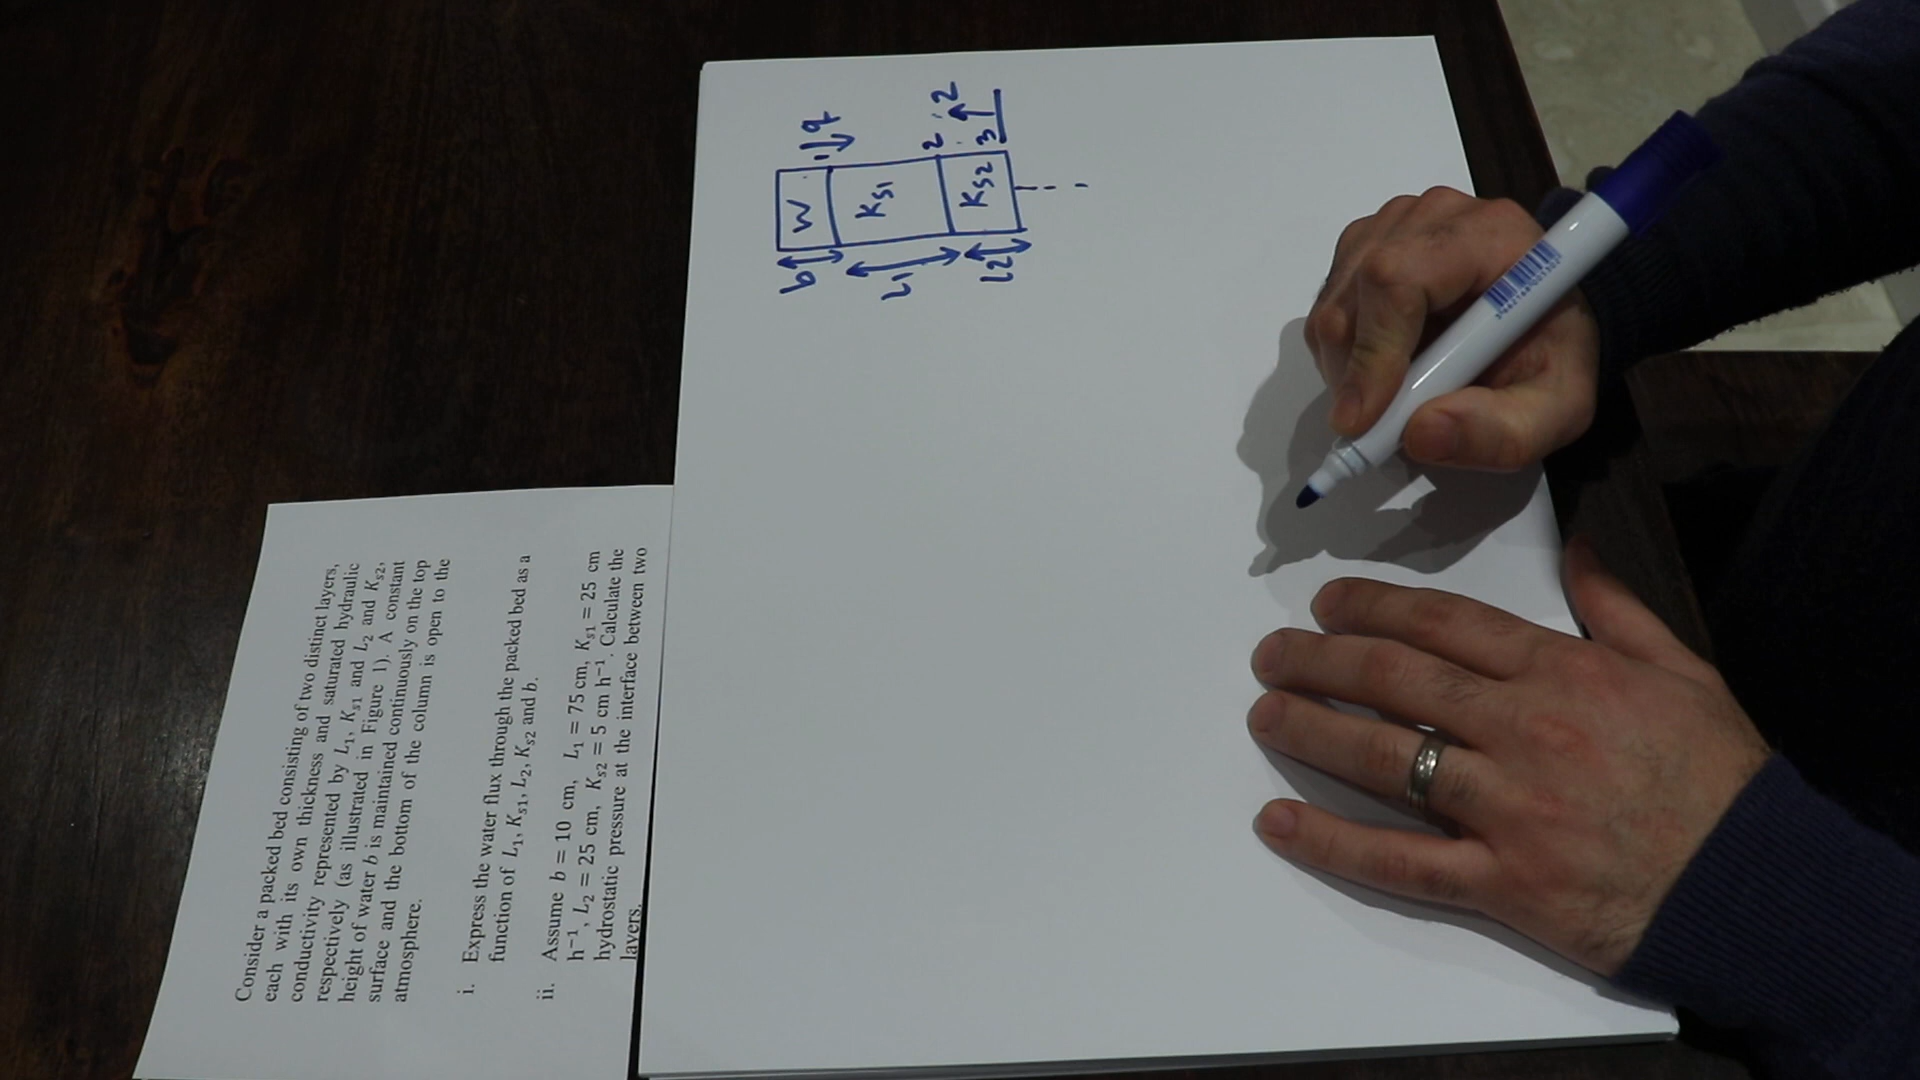 Consider a packed bed consisting of two distinct layers,
each with its own thickness and saturated hydraulic
conductivity represented by L₁, Kₛ₁ and L₂ and Kₛ₂,
respectively (as illustrated in Figure 1). A constant
height of water b is maintained continuously on the top
surface and the bottom of the column is open to the
atmosphere.
i. Express the water flux through the packed bed as a
function of L₁, Kₛ₁, L₂, Kₛ₂ and b.
ii. Assume b = 10 cm, L₁ = 75 cm, Kₛ₁ = 25 cm
h⁻¹, L₂ = 25 cm, Kₛ₂ = 5 cm h⁻¹. Calculate the
hydrostatic pressure at the interface between two
layers.
b W 1 q
L1 Ks1
2
L2 Ks2 3 z